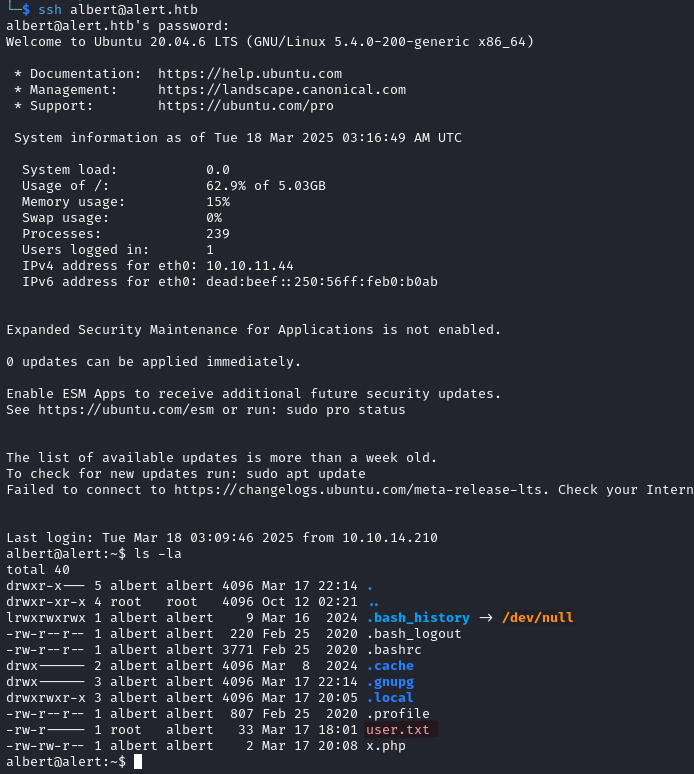 └─$ ssh albert@alert.htb
albert@alert.htb's password:
Welcome to Ubuntu 20.04.6 LTS (GNU/Linux 5.4.0-200-generic x86_64)
* Documentation:  https://help.ubuntu.com
* Management:     https://landscape.canonical.com
* Support:        https://ubuntu.com/pro
System information as of Tue 18 Mar 2025 03:16:49 AM UTC
System load:           0.0
Usage of /:            62.9% of 5.03GB
Memory usage:          15%
Swap usage:            0%
Processes:             239
Users logged in:       1
IPv4 address for eth0: 10.10.11.44
IPv6 address for eth0: dead:beef::250:56ff:feb0:b0ab
Expanded Security Maintenance for Applications is not enabled.
0 updates can be applied immediately.
Enable ESM Apps to receive additional future security updates.
See https://ubuntu.com/esm or run: sudo pro status
The list of available updates is more than a week old.
To check for new updates run: sudo apt update
Failed to connect to https://changelogs.ubuntu.com/meta-release-lts. Check your Intern
Last login: Tue Mar 18 03:09:46 2025 from 10.10.14.210
albert@alert:~$ ls -la
total 40
drwxr-x--- 5 albert albert 4096 Mar 17 22:14 .
drwxr-xr-x 4 root   root   4096 Oct 12 02:21 ..
lrwxrwxrwx 1 albert albert    9 Mar 16  2024 .bash_history -> /dev/null
-rw-r--r-- 1 albert albert  220 Feb 25  2020 .bash_logout
-rw-r--r-- 1 albert albert 3771 Feb 25  2020 .bashrc
drwx------ 2 albert albert 4096 Mar  8  2024 .cache
drwx------ 3 albert albert 4096 Mar 17 22:14 .gnupg
drwxrwxr-x 3 albert albert 4096 Mar 17 20:05 .local
-rw-r--r-- 1 albert albert  807 Feb 25  2020 .profile
-rw-r----- 1 root   albert   33 Mar 17 18:01 user.txt
-rw-rw-r-- 1 albert albert    2 Mar 17 20:08 x.php
albert@alert:~$